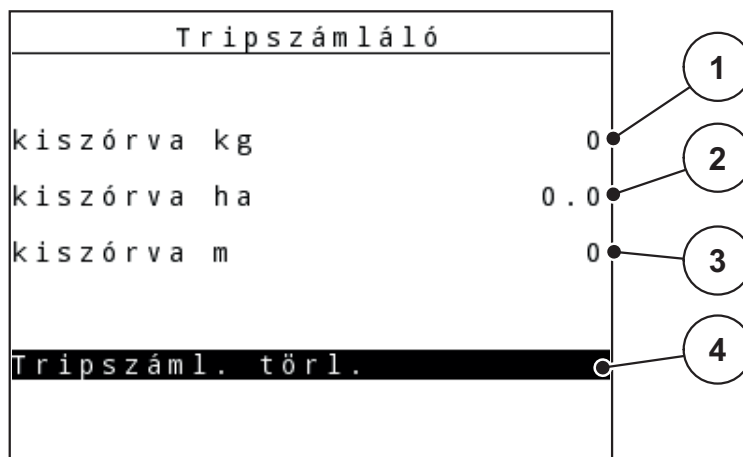 Tripszámláló
kiszórva kg 0
1
kiszórva ha 0.0
2
kiszórva m 0
3
Tripszáml. törl.
4